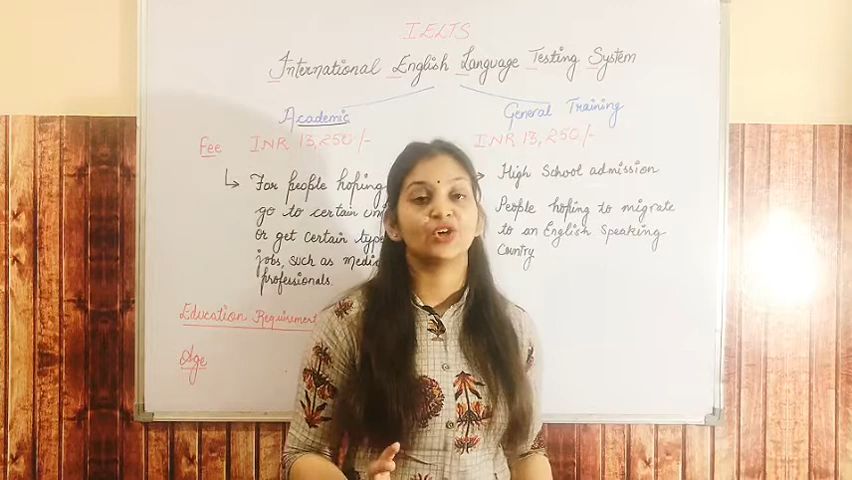 IELTS
International English Language Testing System
Academic General Training
Fee INR 13,250/- INR 13,250/-
For people hoping
go to certain
or get certain type
jobs, such as
professionals.
High School admission
People hoping to migrate
to an English Speaking
Country
Education Requirement
Age